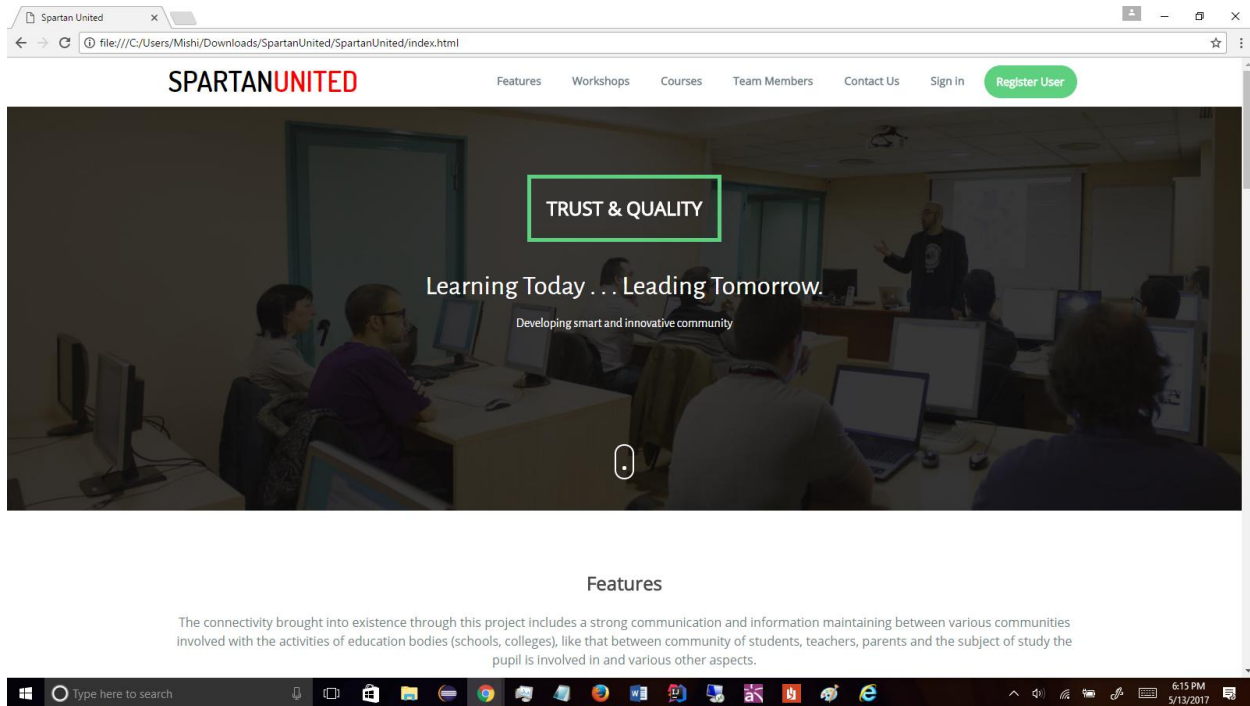 Spartan United
file:///C:/Users/Mishi/Downloads/SpartanUnited/SpartanUnited/index.html
SPARTANUNITED
Features Workshops Courses Team Members Contact Us Sign in Register User
TRUST & QUALITY
Learning Today . . . Leading Tomorrow.
Developing smart and innovative community
Features
The connectivity brought into existence through this project includes a strong communication and information maintaining between various communities
involved with the activities of education bodies (schools, colleges), like that between community of students, teachers, parents and the subject of study the
pupil is involved in and various other aspects.
Type here to search
6:15 PM
5/13/2017